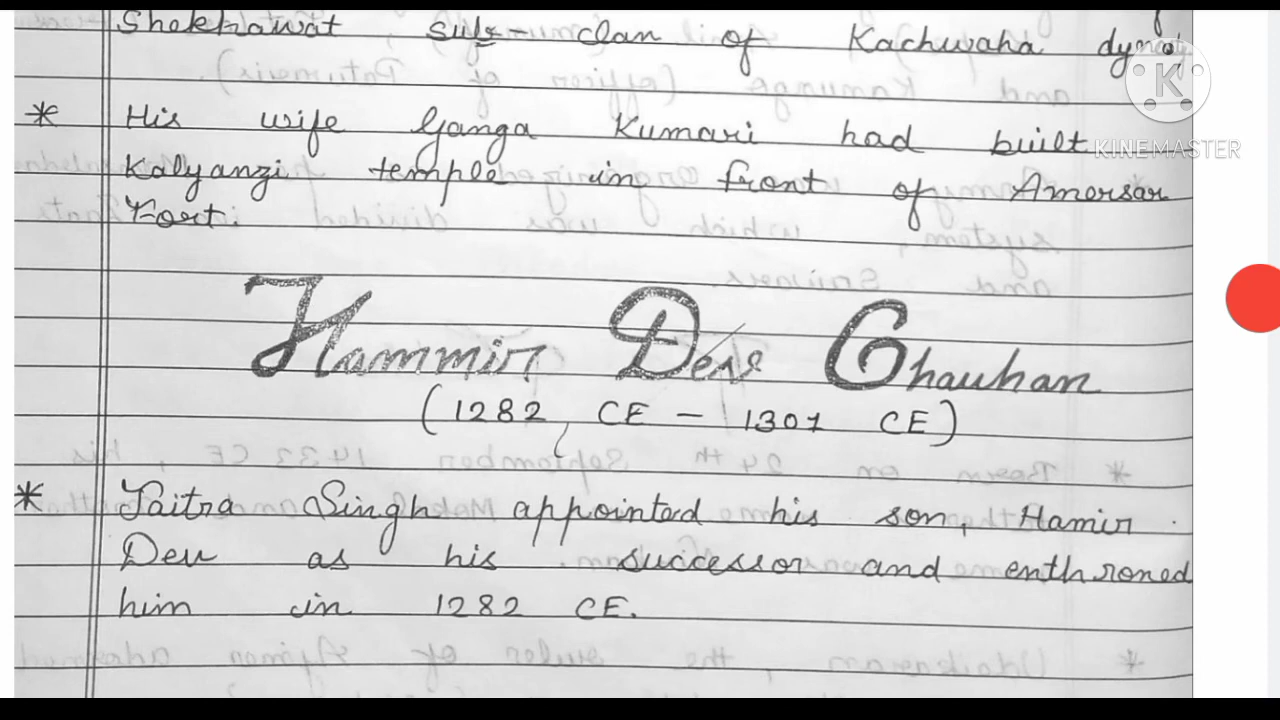 Shekhawat sub-clan of Kachwaha dynasty
* His wife Ganga Kumari had built
Kalyanji temple in front of Amersar
Fort.
Hammir Dev Chauhan
(1282 CE - 1301 CE)
* Jaitra Singh appointed his son, Hamir
Dev as his successor and enthroned
him in 1282 CE.
K
KINEMASTER